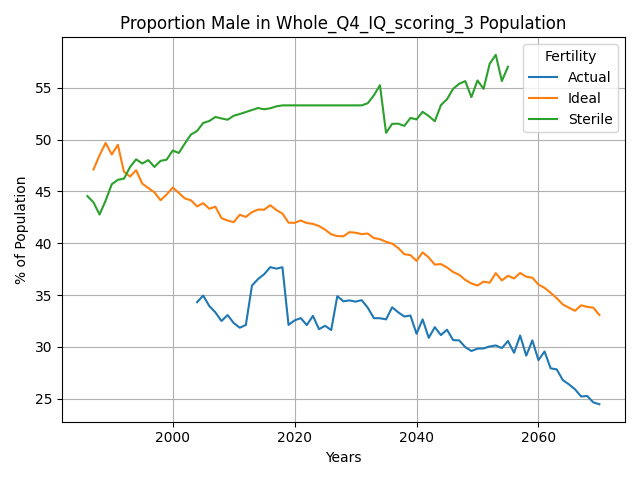 Proportion Male in Whole_Q4_IQ_scoring_3 Population
Fertility
Actual
Ideal
Sterile
% of Population
55
50
45
40
35
30
25
2000
2020
2040
2060
Years